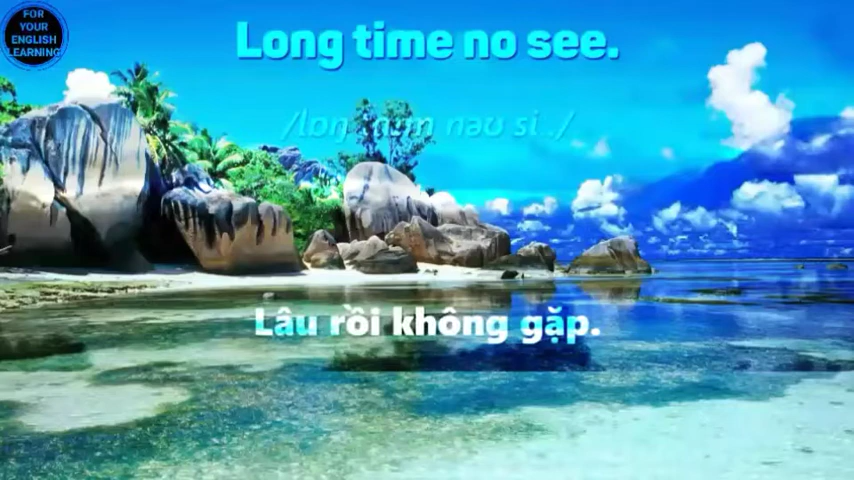 FOR
YOUR
ENGLISH
LEARNING
Long time no see.
Lâu rồi không gặp.